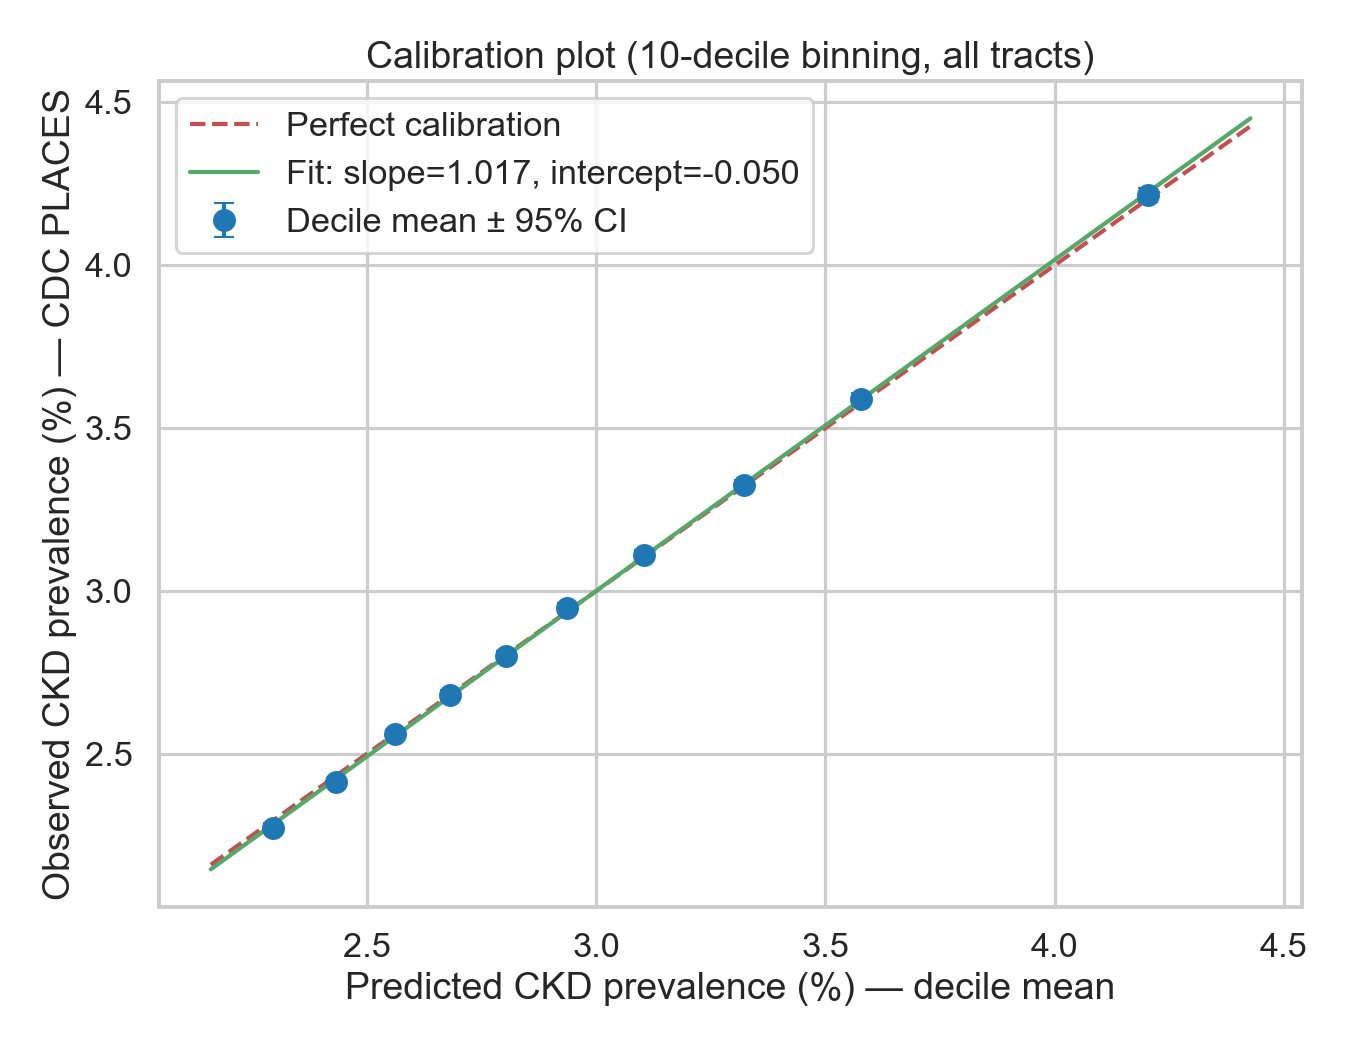 Calibration plot (10-decile binning, all tracts)
Perfect calibration
Fit: slope=1.017, intercept=-0.050
Decile mean ± 95% CI
Observed CKD prevalence (%) — CDC PLACES
4.5
4.0
3.5
3.0
2.5
2.5 3.0 3.5 4.0 4.5
Predicted CKD prevalence (%) — decile mean